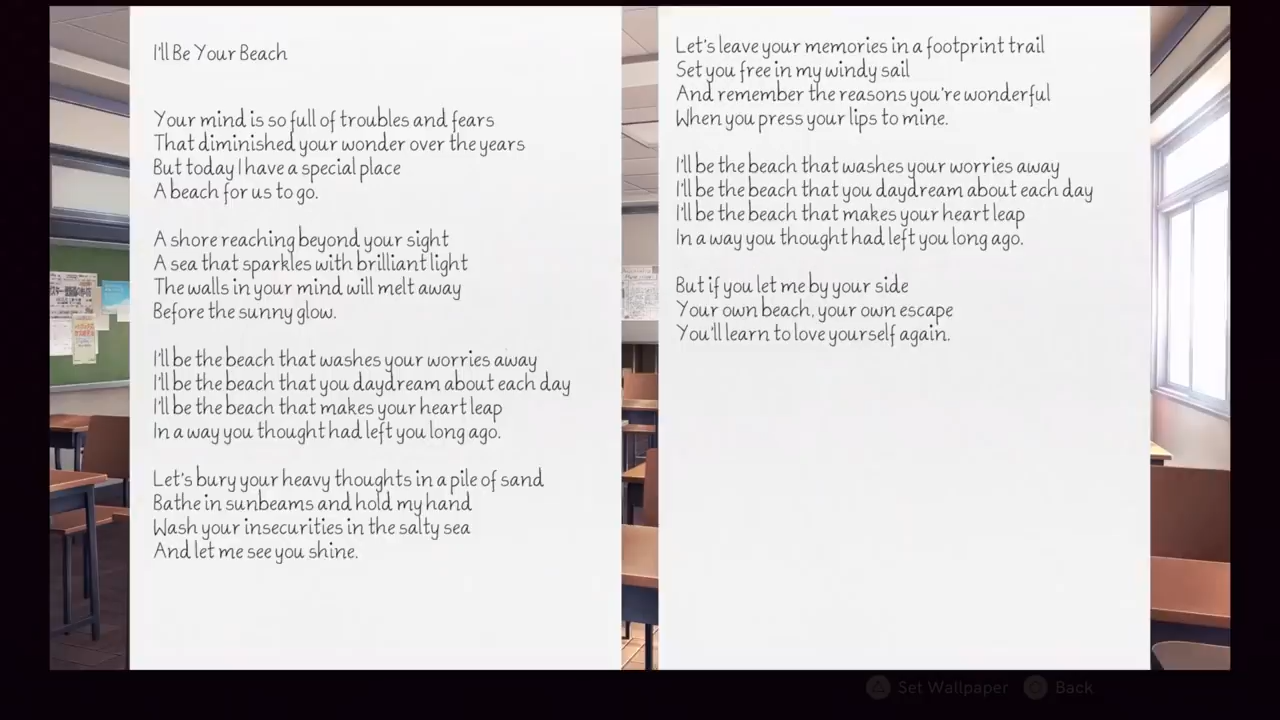 I'll Be Your Beach
Your mind is so full of troubles and fears
That diminished your wonder over the years
But today I have a special place
A beach for us to go.
A shore reaching beyond your sight
A sea that sparkles with brilliant light
The walls in your mind will melt away
Before the sunny glow.
I'll be the beach that washes your worries away
I'll be the beach that you daydream about each day
I'll be the beach that makes your heart leap
In a way you thought had left you long ago.
Let's bury your heavy thoughts in a pile of sand
Bathe in sunbeams and hold my hand
Wash your insecurities in the salty sea
And let me see you shine.
Let's leave your memories in a footprint trail
Set you free in my windy sail
And remember the reasons you're wonderful
When you press your lips to mine.
I'll be the beach that washes your worries away
I'll be the beach that you daydream about each day
I'll be the beach that makes your heart leap
In a way you thought had left you long ago.
But if you let me by your side
Your own beach, your own escape
You'll learn to love yourself again.
Set Wallpaper
Back